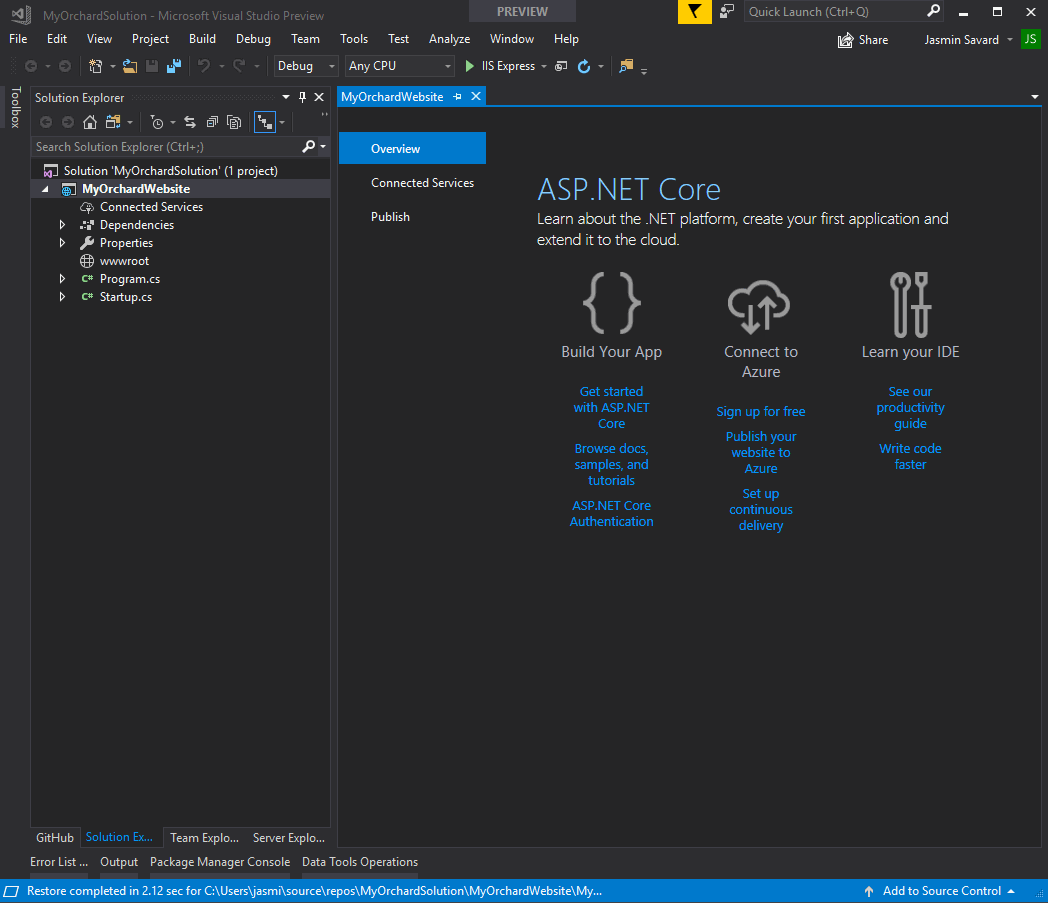 MyOrchardSolution - Microsoft Visual Studio Preview
PREVIEW
Quick Launch (Ctrl+Q)
File Edit View Project Build Debug Team Tools Test Analyze Window Help
Share
Jasmin Savard
JS
Debug
Any CPU
IIS Express
Toolbox
Solution Explorer
Search Solution Explorer (Ctrl+;)
Solution 'MyOrchardSolution' (1 project)
MyOrchardWebsite
Connected Services
Dependencies
Properties
wwwroot
C# Program.cs
C# Startup.cs
MyOrchardWebsite
Overview
Connected Services
Publish
ASP.NET Core
Learn about the .NET platform, create your first application and
extend it to the cloud.
Build Your App
Get started
with ASP.NET
Core
Browse docs,
samples, and
tutorials
ASP.NET Core
Authentication
Connect to
Azure
Sign up for free
Publish your
website to
Azure
Set up
continuous
delivery
Learn your IDE
See our
productivity
guide
Write code
faster
GitHub Solution Ex... Team Explo... Server Explo...
Error List ... Output Package Manager Console Data Tools Operations
Restore completed in 2.12 sec for C:\Users\jasmi\source\repos\MyOrchardSolution\MyOrchardWebsite\My...
Add to Source Control